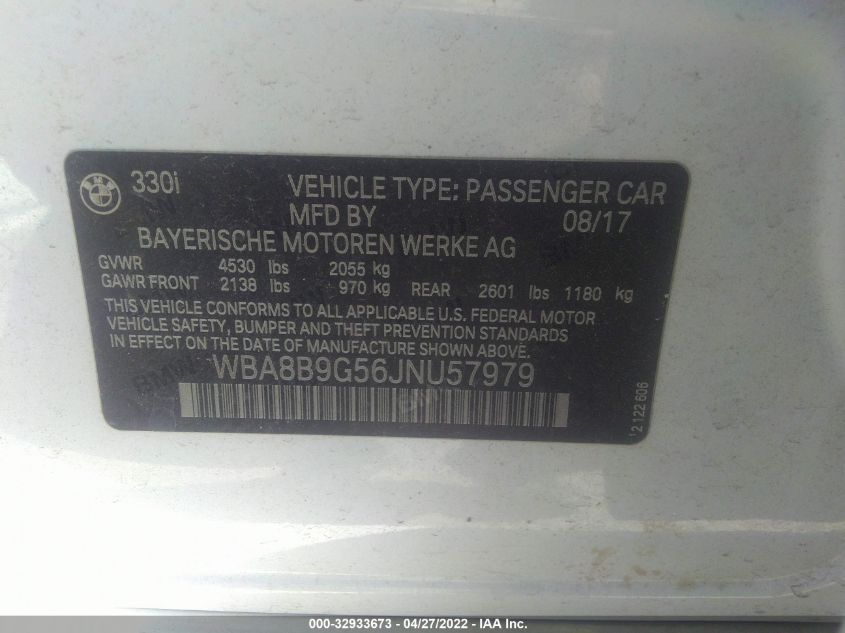 330i VEHICLE TYPE: PASSENGER CAR
MFD BY 08/17
BAYERISCHE MOTOREN WERKE AG
GVWR 4530 lbs 2055 kg
GAWR FRONT 2138 lbs 970 kg REAR 2601 lbs 1180 kg
THIS VEHICLE CONFORMS TO ALL APPLICABLE U.S. FEDERAL MOTOR
VEHICLE SAFETY, BUMPER AND THEFT PREVENTION STANDARDS
IN EFFECT ON THE DATE OF MANUFACTURE SHOWN ABOVE.
WBA8B9G56JNU57979
2 122 606
000-32933673 - 04/27/2022 - IAA Inc.